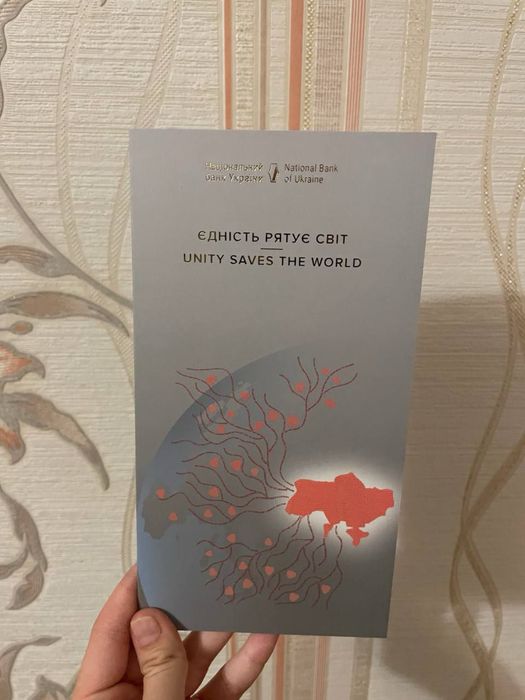 Національний
банк України
National Bank
of Ukraine
ЄДНІСТЬ РЯТУЄ СВІТ
UNITY SAVES THE WORLD